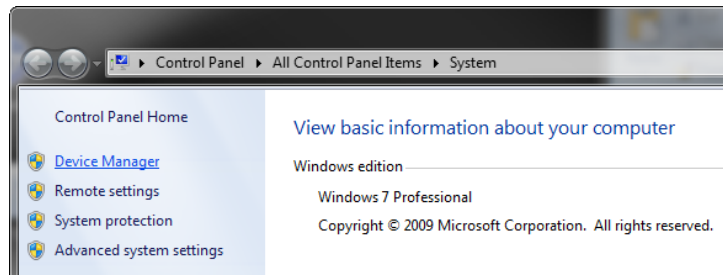 Control Panel ▸ All Control Panel Items ▸ System
Control Panel Home
Device Manager
Remote settings
System protection
Advanced system settings
View basic information about your computer
Windows edition
Windows 7 Professional
Copyright © 2009 Microsoft Corporation. All rights reserved.